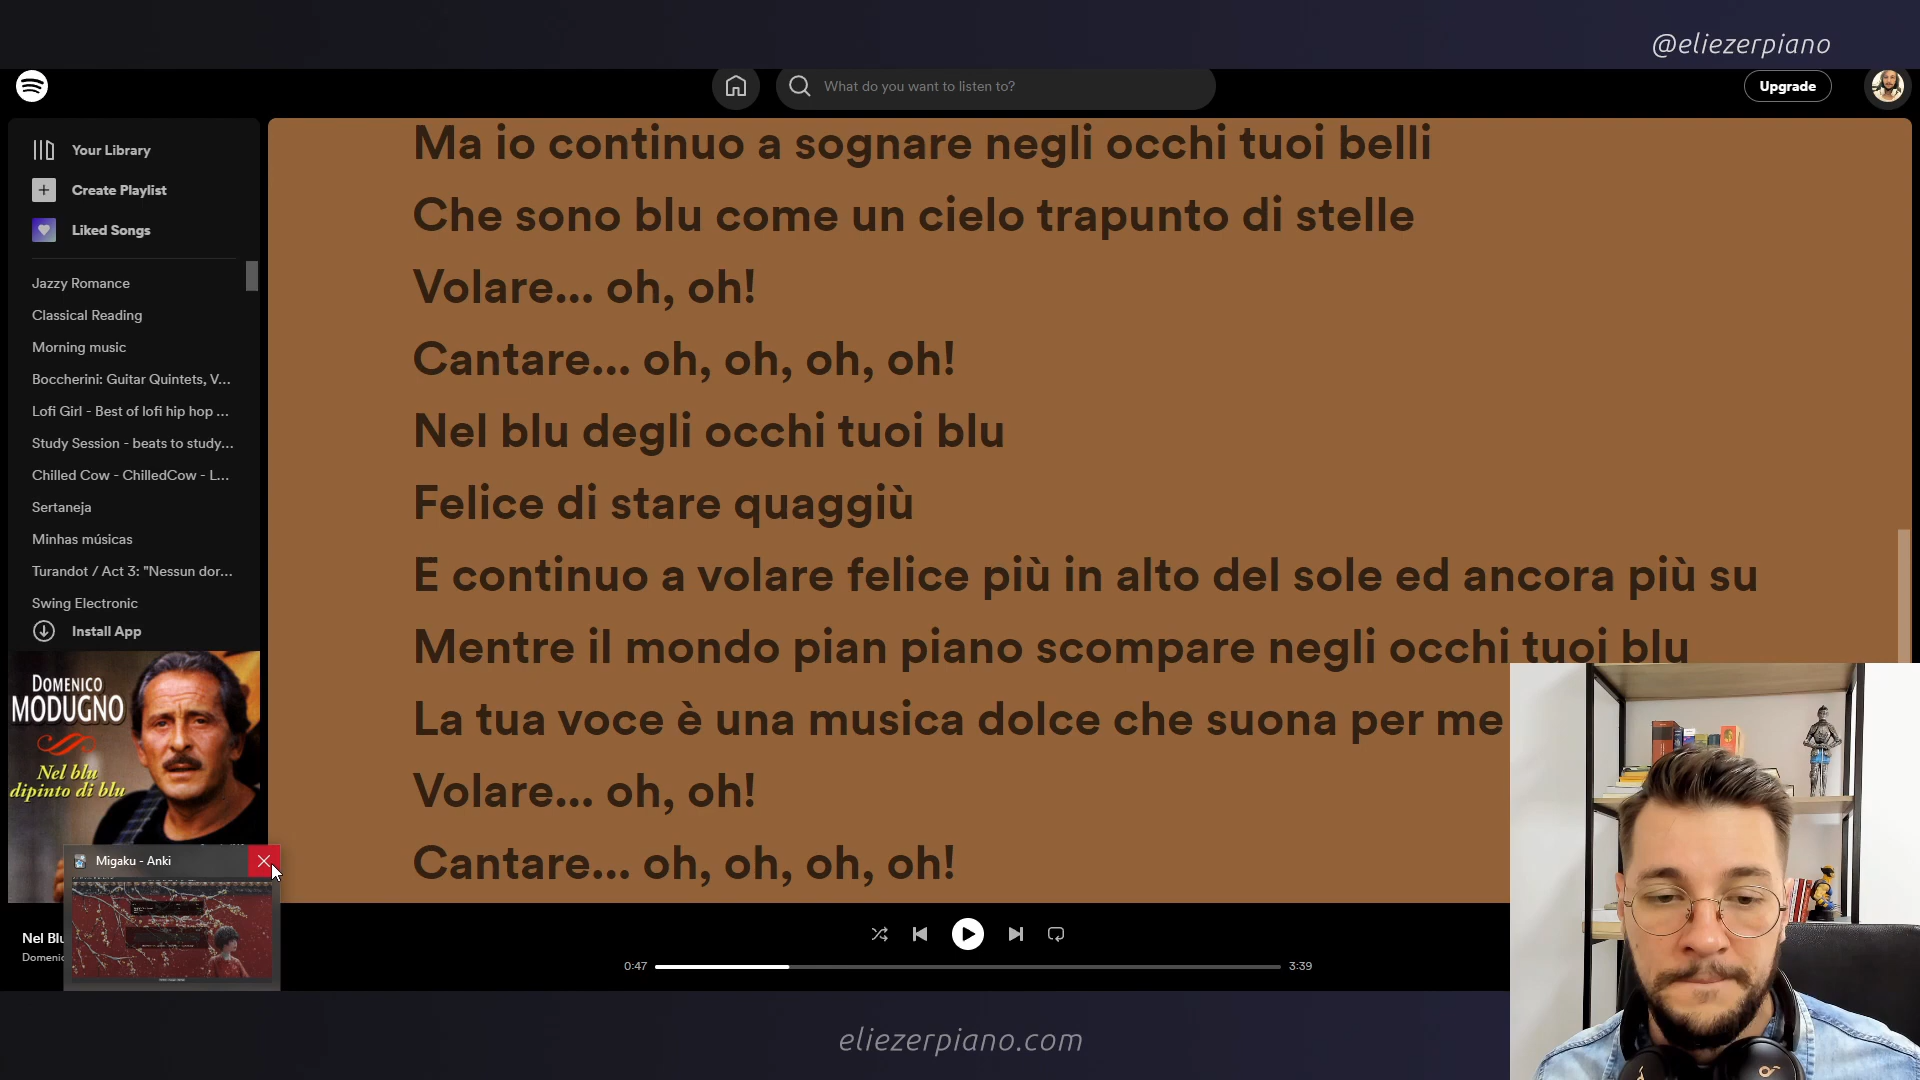 @eliezerpiano
What do you want to listen to?
Upgrade
Your Library
Create Playlist
Liked Songs
Jazzy Romance
Classical Reading
Morning music
Boccherini: Guitar Quintets, V...
Lofi Girl - Best of lofi hip hop ...
Study Session - beats to study...
Chilled Cow - ChilledCow - L...
Sertaneja
Minhas músicas
Turandot / Act 3: "Nessun dor...
Swing Electronic
Install App
DOMENICO
MODUGNO
Nel blu
dipinto di blu
Ma io continuo a sognare negli occhi tuoi belli
Che sono blu come un cielo trapunto di stelle
Volare... oh, oh!
Cantare... oh, oh, oh, oh!
Nel blu degli occhi tuoi blu
Felice di stare quaggiù
E continuo a volare felice più in alto del sole ed ancora più su
Mentre il mondo pian piano scompare negli occhi tuoi blu
La tua voce è una musica dolce che suona per me
Volare... oh, oh!
Cantare... oh, oh, oh, oh!
Migaku - Anki
Nel Blu
Domenic
0:47
3:39
eliezerpiano.com